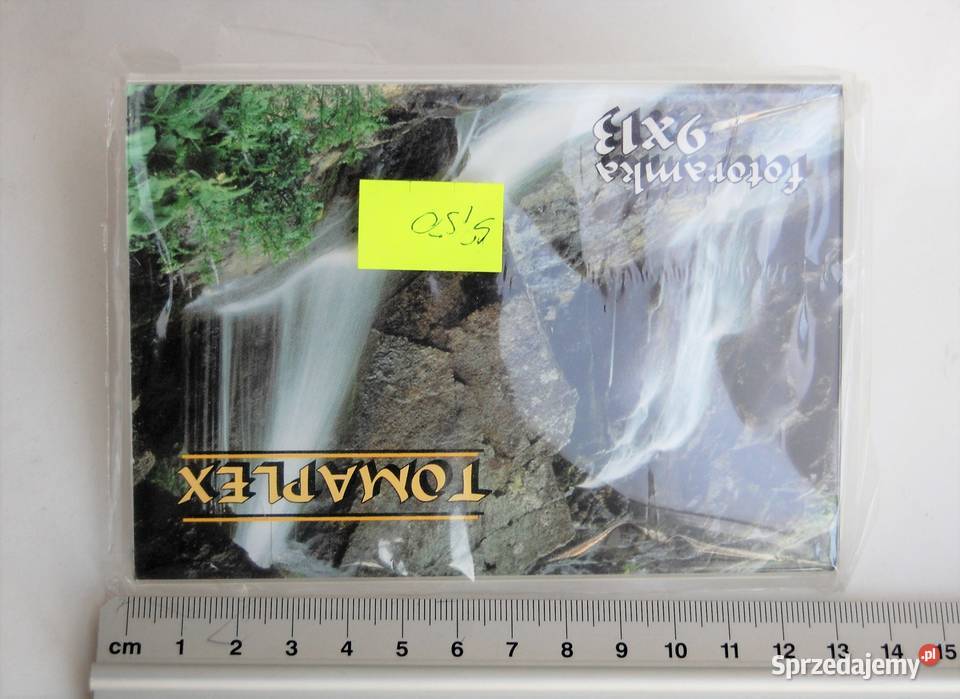 fotoramka
9X13
5,50
TOMAPLEX
cm 1 2 3 4 5 6 7 8 9 10 11 12 13 14 15
Sprzedajemy.pl